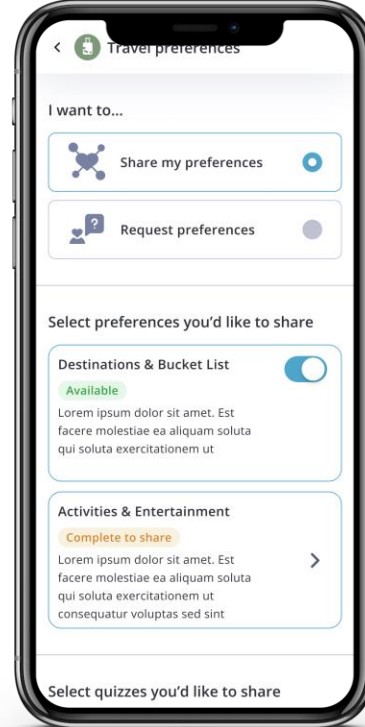 Travel preferences
I want to...
Share my preferences
?
Request preferences
Select preferences you'd like to share
Destinations & Bucket List
Available
Lorem ipsum dolor sit amet. Est
facere molestiae ea aliquam soluta
qui soluta exercitationem ut
Activities & Entertainment
Complete to share
Lorem ipsum dolor sit amet. Est
facere molestiae ea aliquam soluta
qui soluta exercitationem ut
consequatur voluptas sed sint
Select quizzes you'd like to share